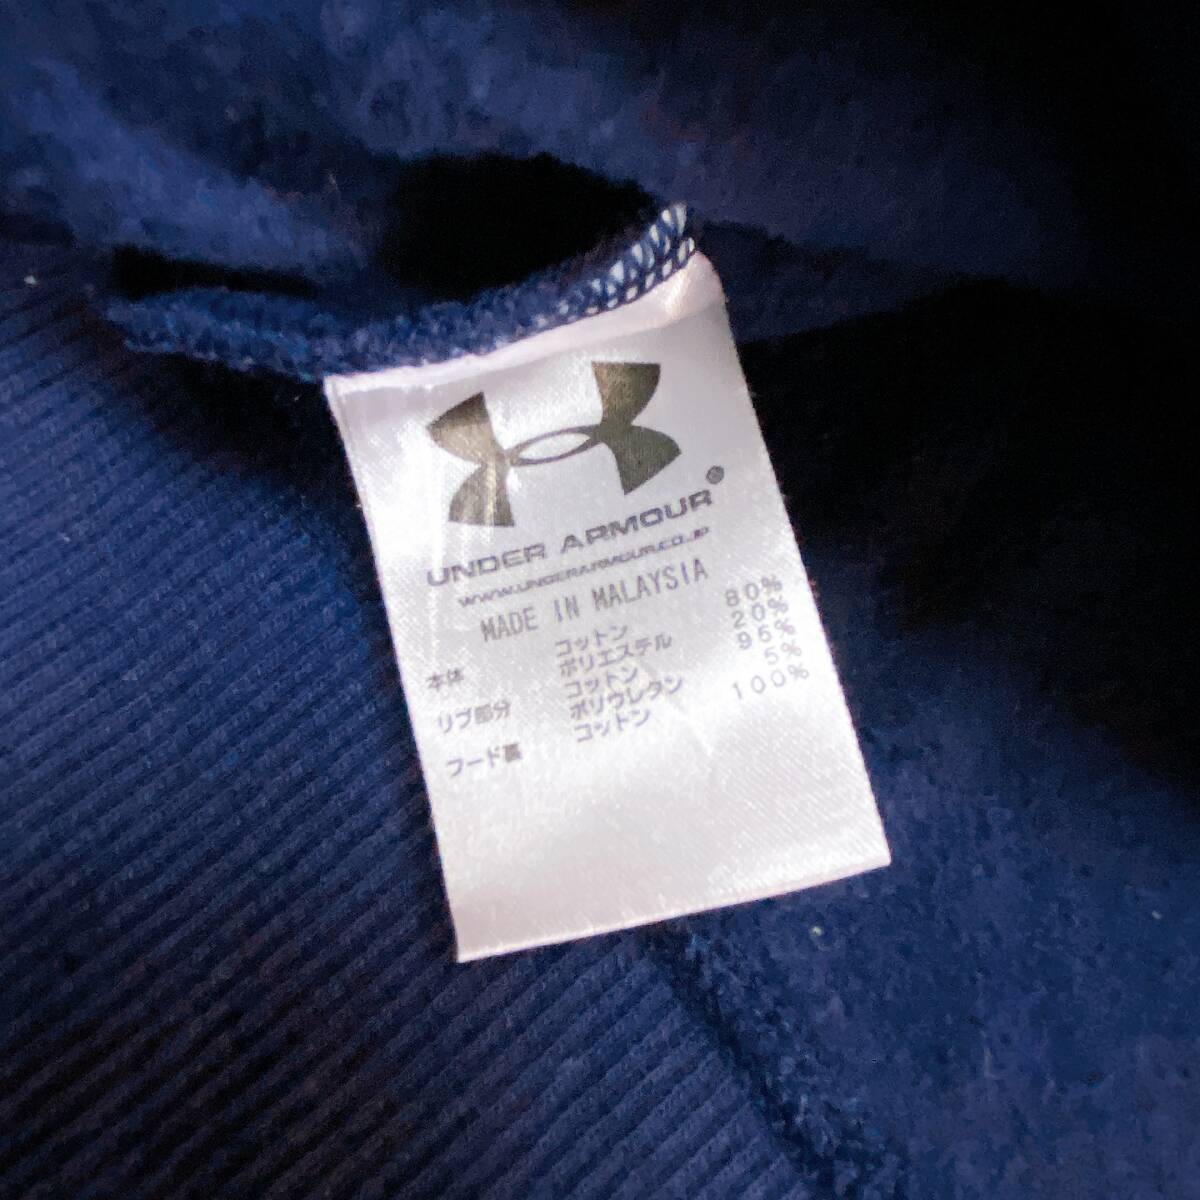 UNDER ARMOUR®
WWW.UNDERARMOUR.CO.JP
MADE IN MALAYSIA
本体 コットン 80%
ポリエステル 20%
リブ部分 コットン 95%
ポリウレタン 5%
フード裏 コットン 100%